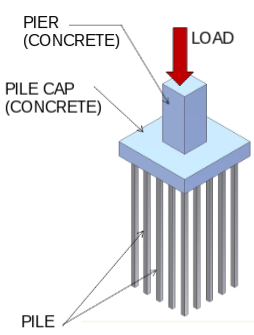 PIER
(CONCRETE)
LOAD
PILE CAP
(CONCRETE)
PILE